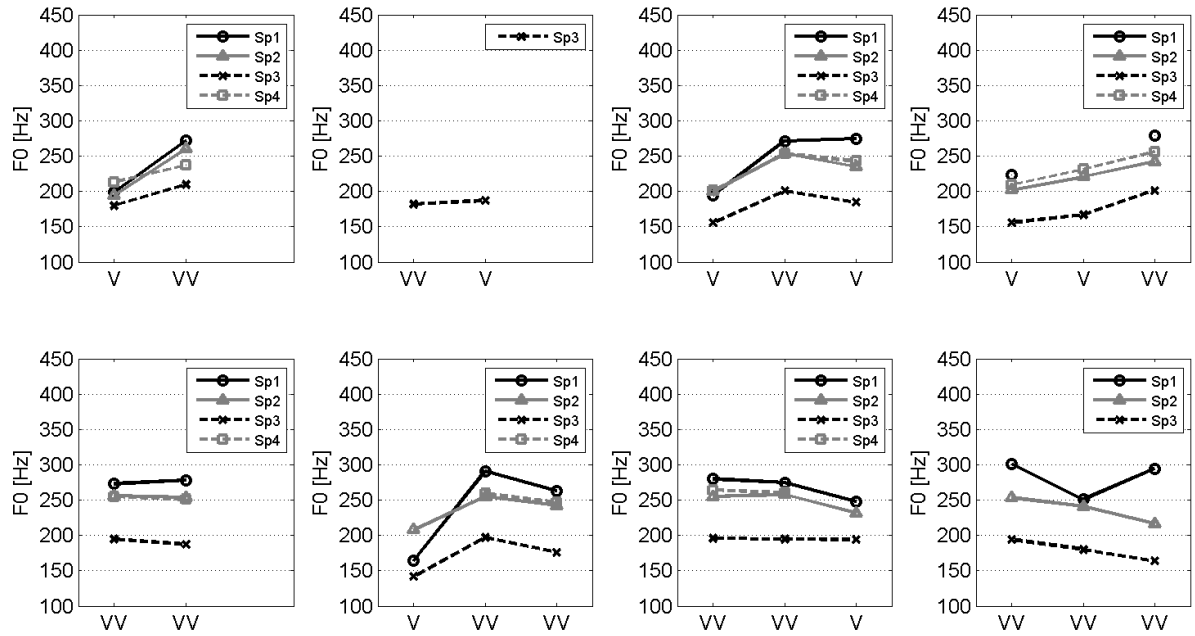 450
400
350
300
250
200
150
100
F0 [Hz]
Sp1
Sp2
Sp3
Sp4
V VV
450
400
350
300
250
200
150
100
F0 [Hz]
Sp3
VV V
450
400
350
300
250
200
150
100
F0 [Hz]
Sp1
Sp2
Sp3
Sp4
V VV V
450
400
350
300
250
200
150
100
F0 [Hz]
Sp1
Sp2
Sp3
Sp4
V V VV
450
400
350
300
250
200
150
100
F0 [Hz]
Sp1
Sp2
Sp3
Sp4
VV VV
450
400
350
300
250
200
150
100
F0 [Hz]
Sp1
Sp2
Sp3
Sp4
V VV VV
450
400
350
300
250
200
150
100
F0 [Hz]
Sp1
Sp2
Sp3
Sp4
VV VV V
450
400
350
300
250
200
150
100
F0 [Hz]
Sp1
Sp2
Sp3
VV VV VV